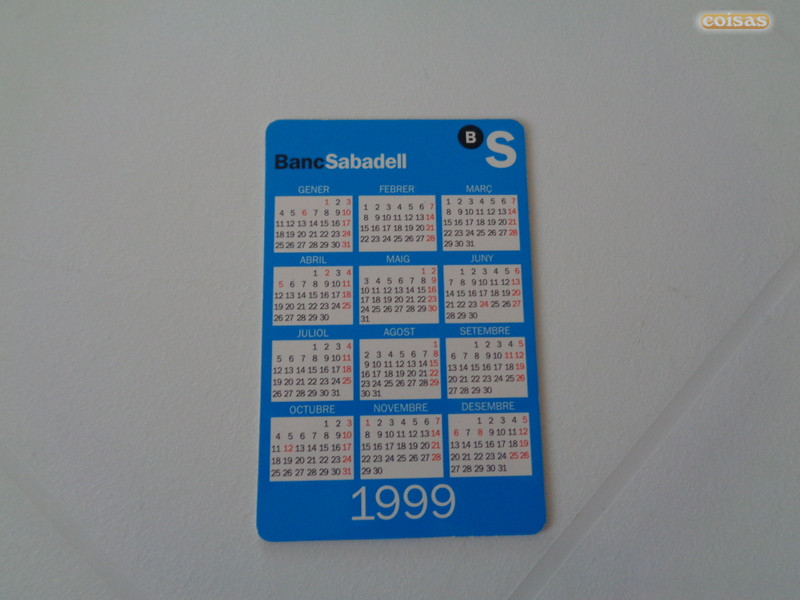 coisas
B S
BancSabadell
GENER FEBRER MARÇ
1 2 3
4 5 6 7 8 9 10
11 12 13 14 15 16 17
18 19 20 21 22 23 24
25 26 27 28 29 30 31
1 2 3 4 5 6 7
8 9 10 11 12 13 14
15 16 17 18 19 20 21
22 23 24 25 26 27 28
1 2 3 4 5 6 7
8 9 10 11 12 13 14
15 16 17 18 19 20 21
22 23 24 25 26 27 28
29 30 31
ABRIL MAIG JUNY
1 2 3 4
5 6 7 8 9 10 11
12 13 14 15 16 17 18
19 20 21 22 23 24 25
26 27 28 29 30
1 2
3 4 5 6 7 8 9
10 11 12 13 14 15 16
17 18 19 20 21 22 23
24 25 26 27 28 29 30
31
1 2 3 4 5 6
7 8 9 10 11 12 13
14 15 16 17 18 19 20
21 22 23 24 25 26 27
28 29 30
JULIOL AGOST SETEMBRE
1 2 3 4
5 6 7 8 9 10 11
12 13 14 15 16 17 18
19 20 21 22 23 24 25
26 27 28 29 30 31
1
2 3 4 5 6 7 8
9 10 11 12 13 14 15
16 17 18 19 20 21 22
23 24 25 26 27 28 29
30 31
1 2 3 4 5
6 7 8 9 10 11 12
13 14 15 16 17 18 19
20 21 22 23 24 25 26
27 28 29 30
OCTUBRE NOVEMBRE DESEMBRE
1 2 3
4 5 6 7 8 9 10
11 12 13 14 15 16 17
18 19 20 21 22 23 24
25 26 27 28 29 30 31
1 2 3 4 5 6 7
8 9 10 11 12 13 14
15 16 17 18 19 20 21
22 23 24 25 26 27 28
29 30
1 2 3 4 5
6 7 8 9 10 11 12
13 14 15 16 17 18 19
20 21 22 23 24 25 26
27 28 29 30 31
1999